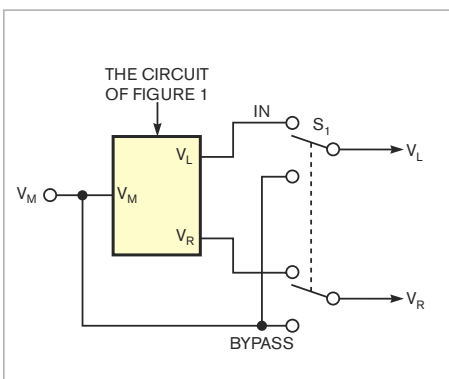 THE CIRCUIT
OF FIGURE 1
IN
S1
VL
VL
VM
VM
VR
VR
BYPASS